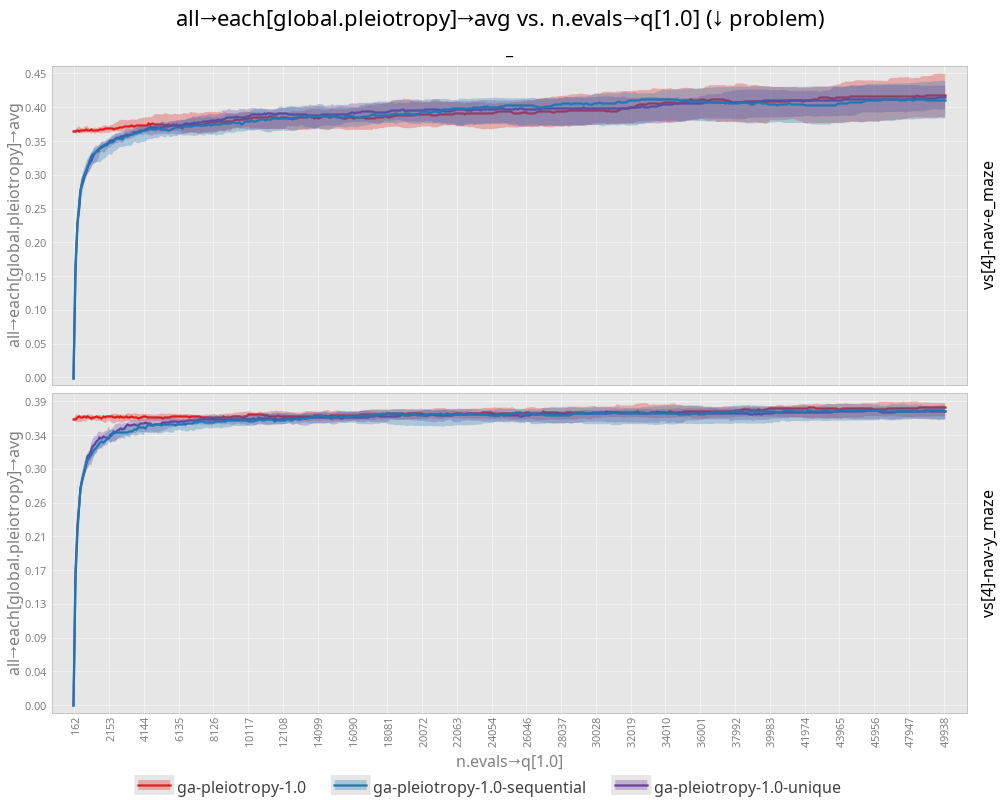 all→each[global.pleiotropy]→avg vs. n.evals→q[1.0] (↓ problem)
–
all→each[global.pleiotropy]→avg
0.45
0.40
0.35
0.30
0.25
0.20
0.15
0.10
0.05
0.00
vs[4]-nav-e_maze
all→each[global.pleiotropy]→avg
0.39
0.34
0.30
0.26
0.21
0.17
0.13
0.09
0.04
0.00
vs[4]-nav-y_maze
162 2153 4144 6135 8126 10117 12108 14099 16090 18081 20072 22063 24054 26046 28037 30028 32019 34010 36001 37992 39983 41974 43965 45956 47947 49938
n.evals→q[1.0]
ga-pleiotropy-1.0 ga-pleiotropy-1.0-sequential ga-pleiotropy-1.0-unique